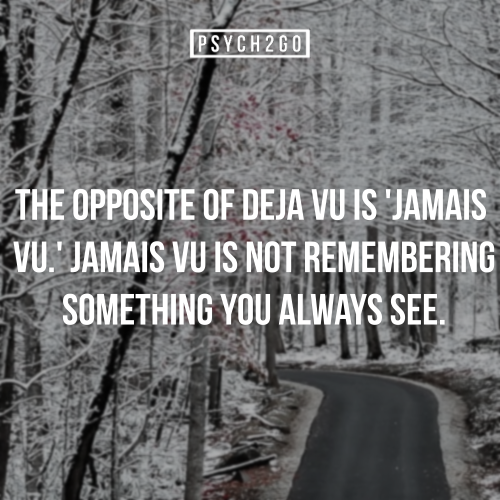 PSYCH2GO
THE OPPOSITE OF DEJA VU IS 'JAMAIS
VU.' JAMAIS VU IS NOT REMEMBERING
SOMETHING YOU ALWAYS SEE.